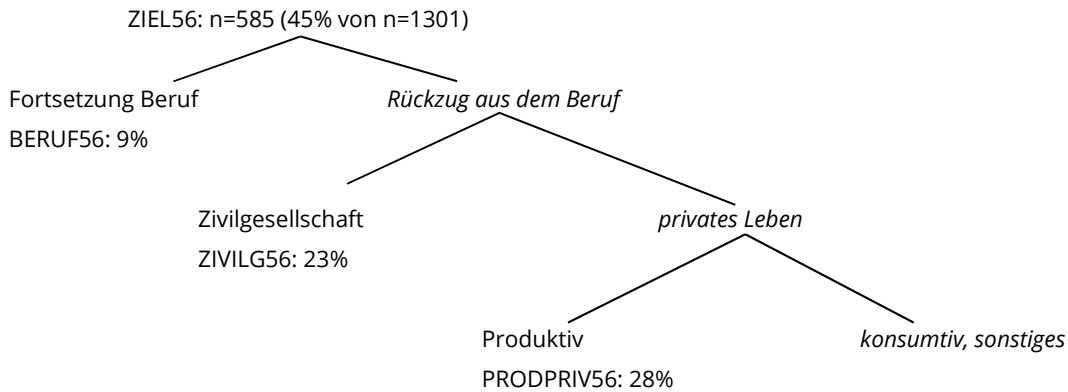 ZIEL56: n=585 (45% von n=1301)
Fortsetzung Beruf
BERUF56: 9%
Rückzug aus dem Beruf
Zivilgesellschaft
ZIVILG56: 23%
privates Leben
Produktiv
PRODPRIV56: 28%
konsumtiv, sonstiges